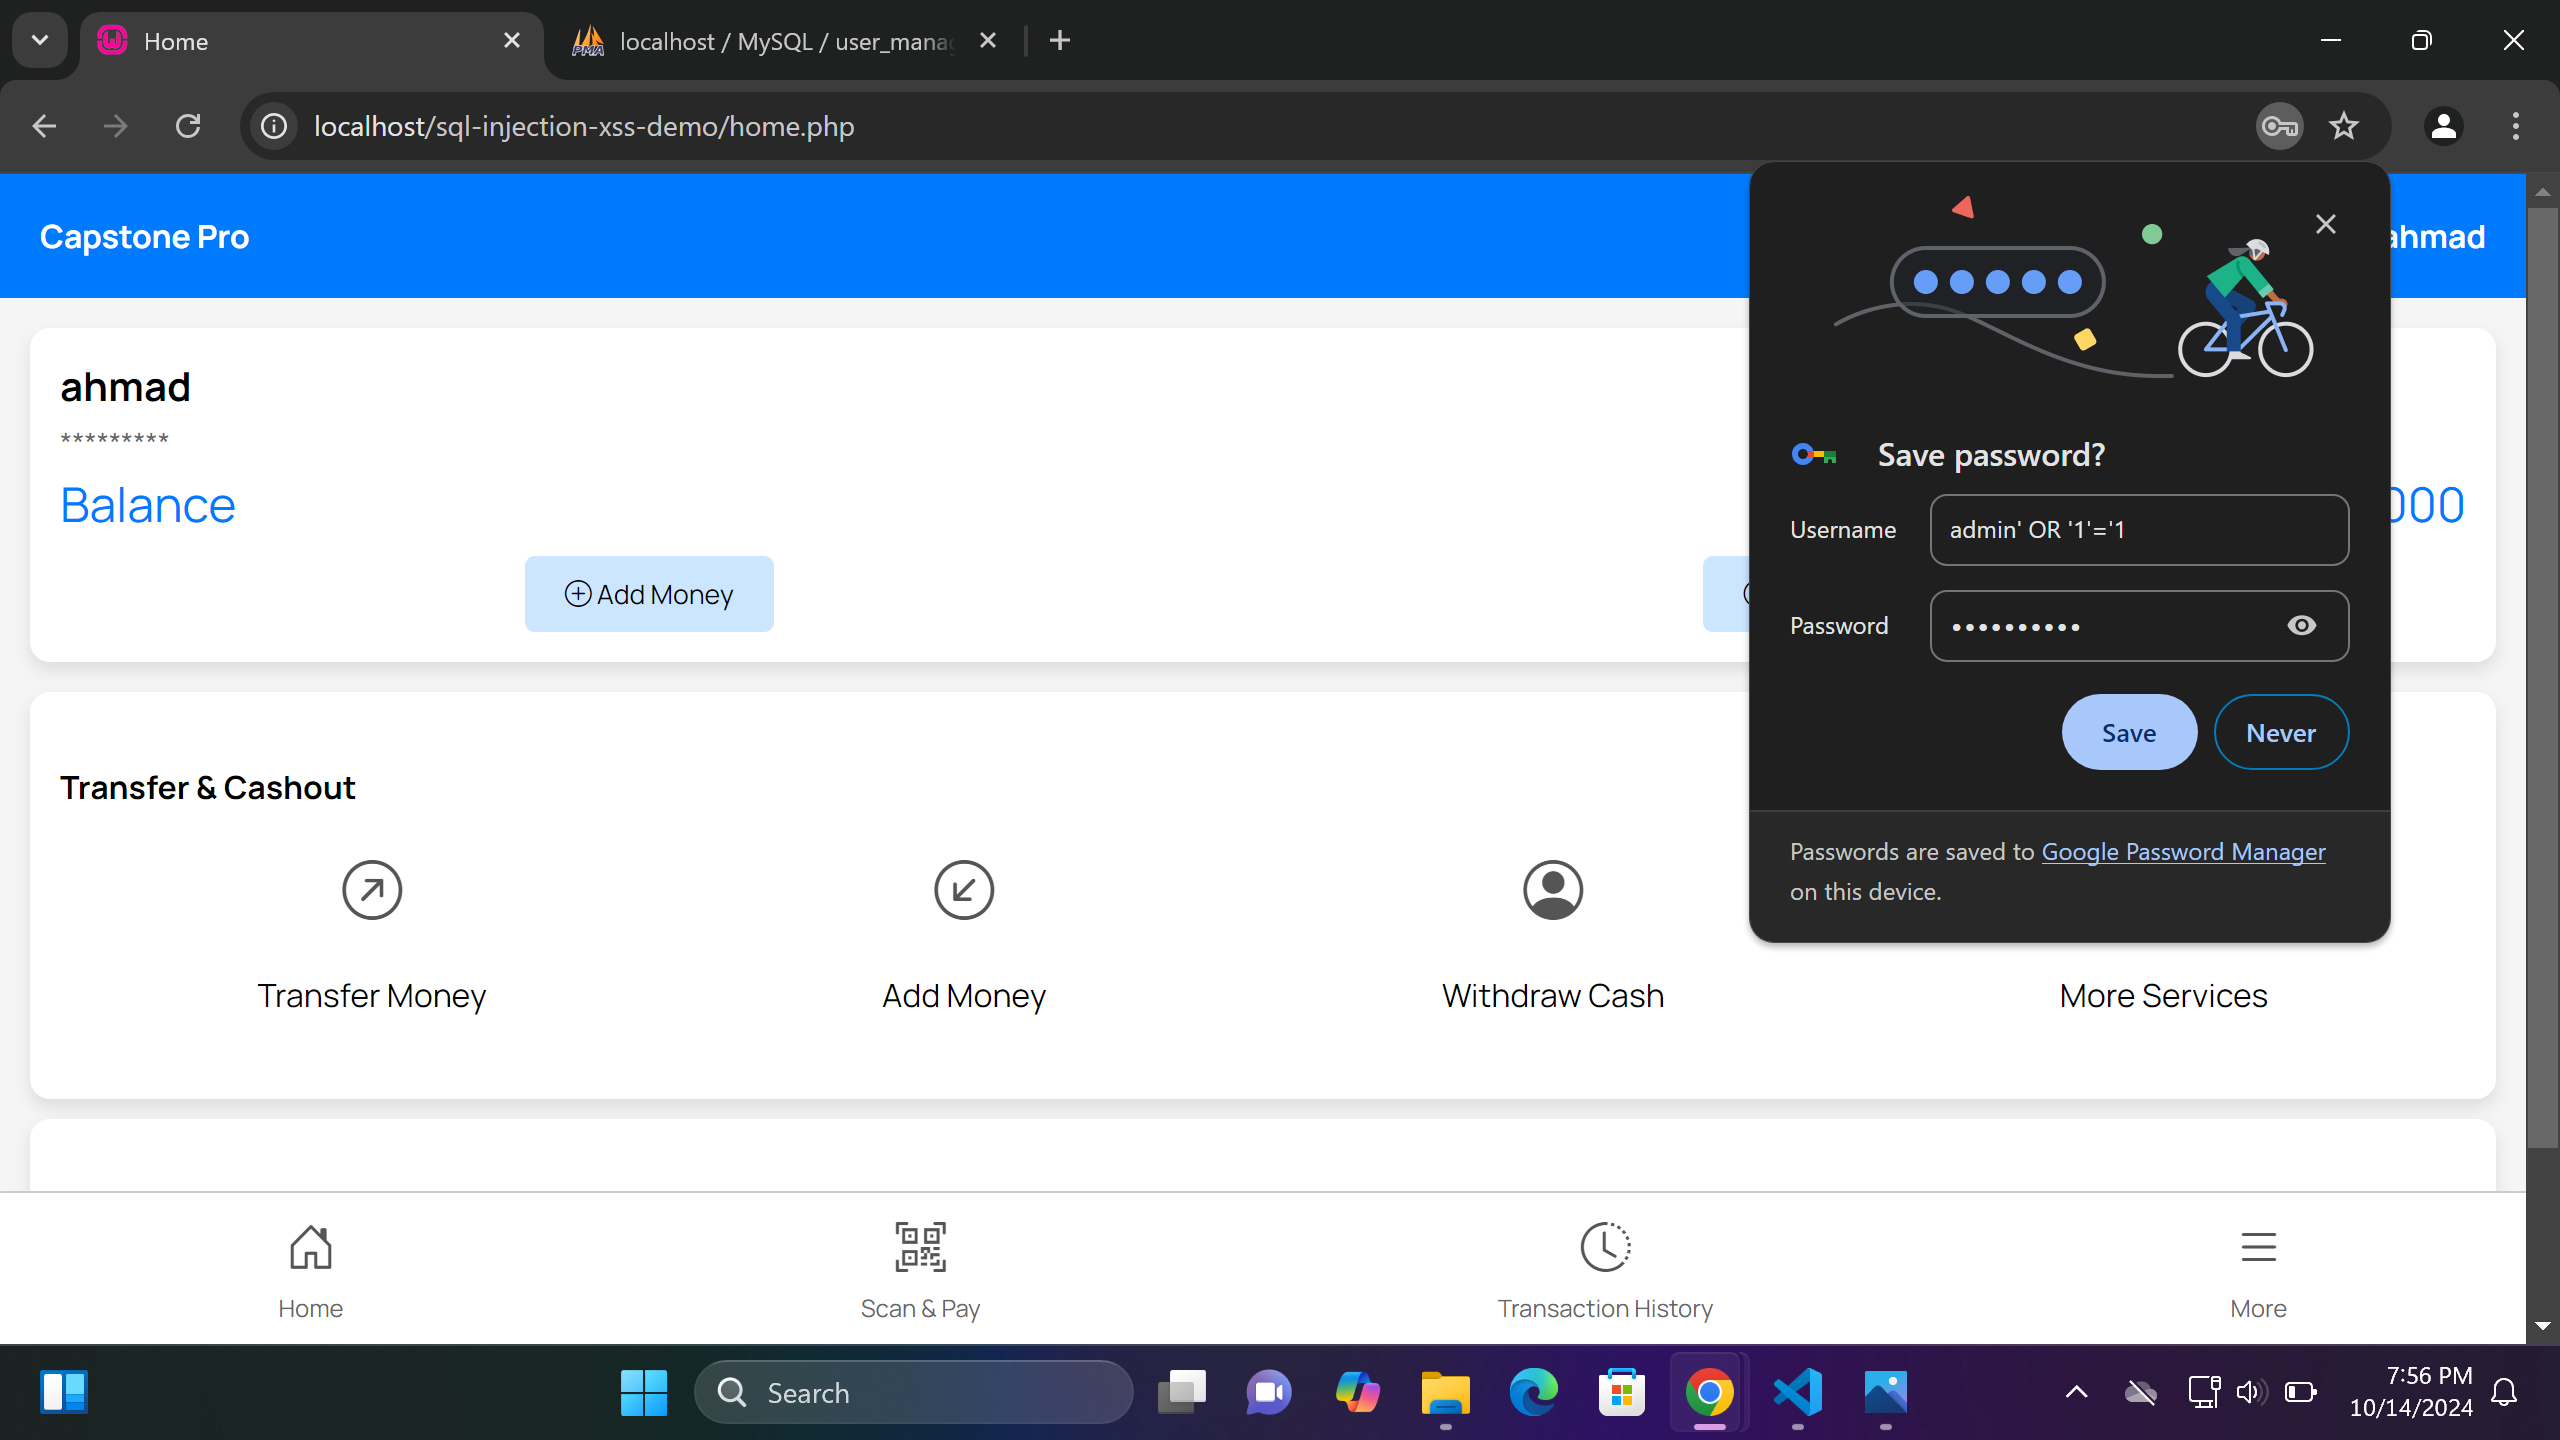 Home
localhost / MySQL / user_mana
localhost/sql-injection-xss-demo/home.php
Capstone Pro
ahmad
ahmad
*********
Balance
000
Add Money
Save password?
Username
admin' OR '1'='1
Password
••••••••••
Save
Never
Passwords are saved to Google Password Manager
on this device.
Transfer & Cashout
Transfer Money
Add Money
Withdraw Cash
More Services
Home
Scan & Pay
Transaction History
More
Search
7:56 PM
10/14/2024